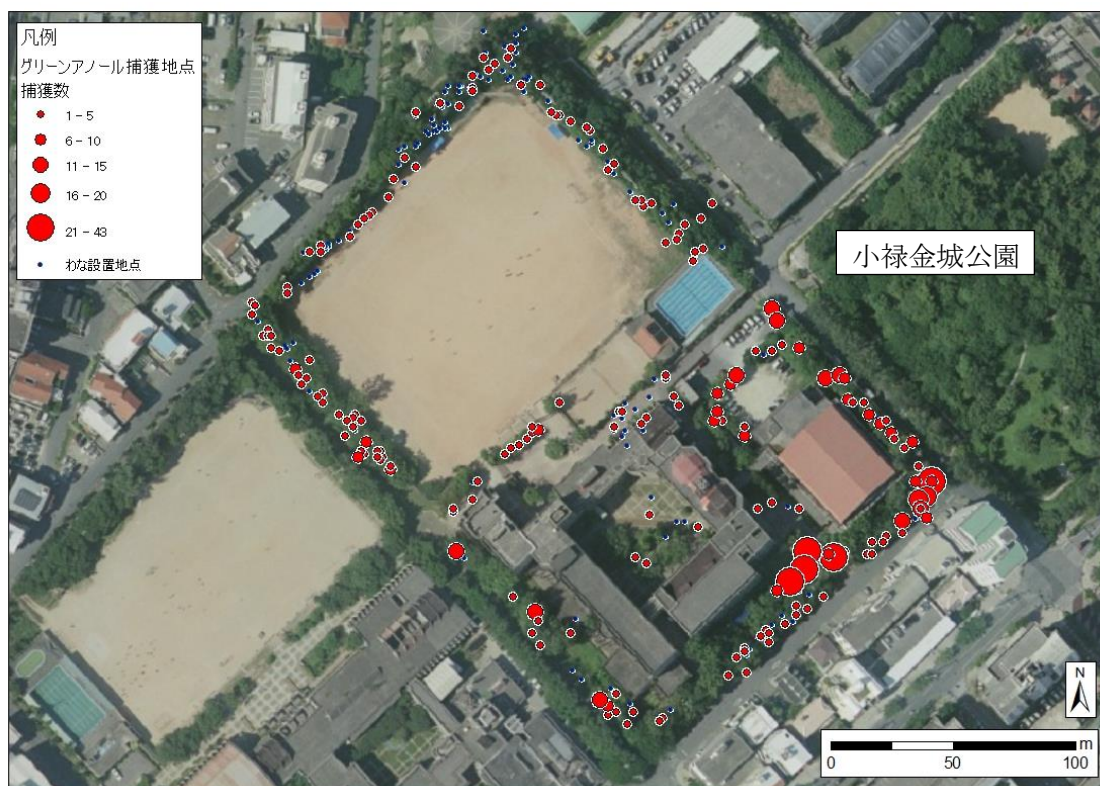 凡例
グリーンアノール捕獲地点
捕獲数
1 - 5
6 - 10
11 - 15
16 - 20
21 - 43
わな設置地点
小禄金城公園
N
m
0 50 100